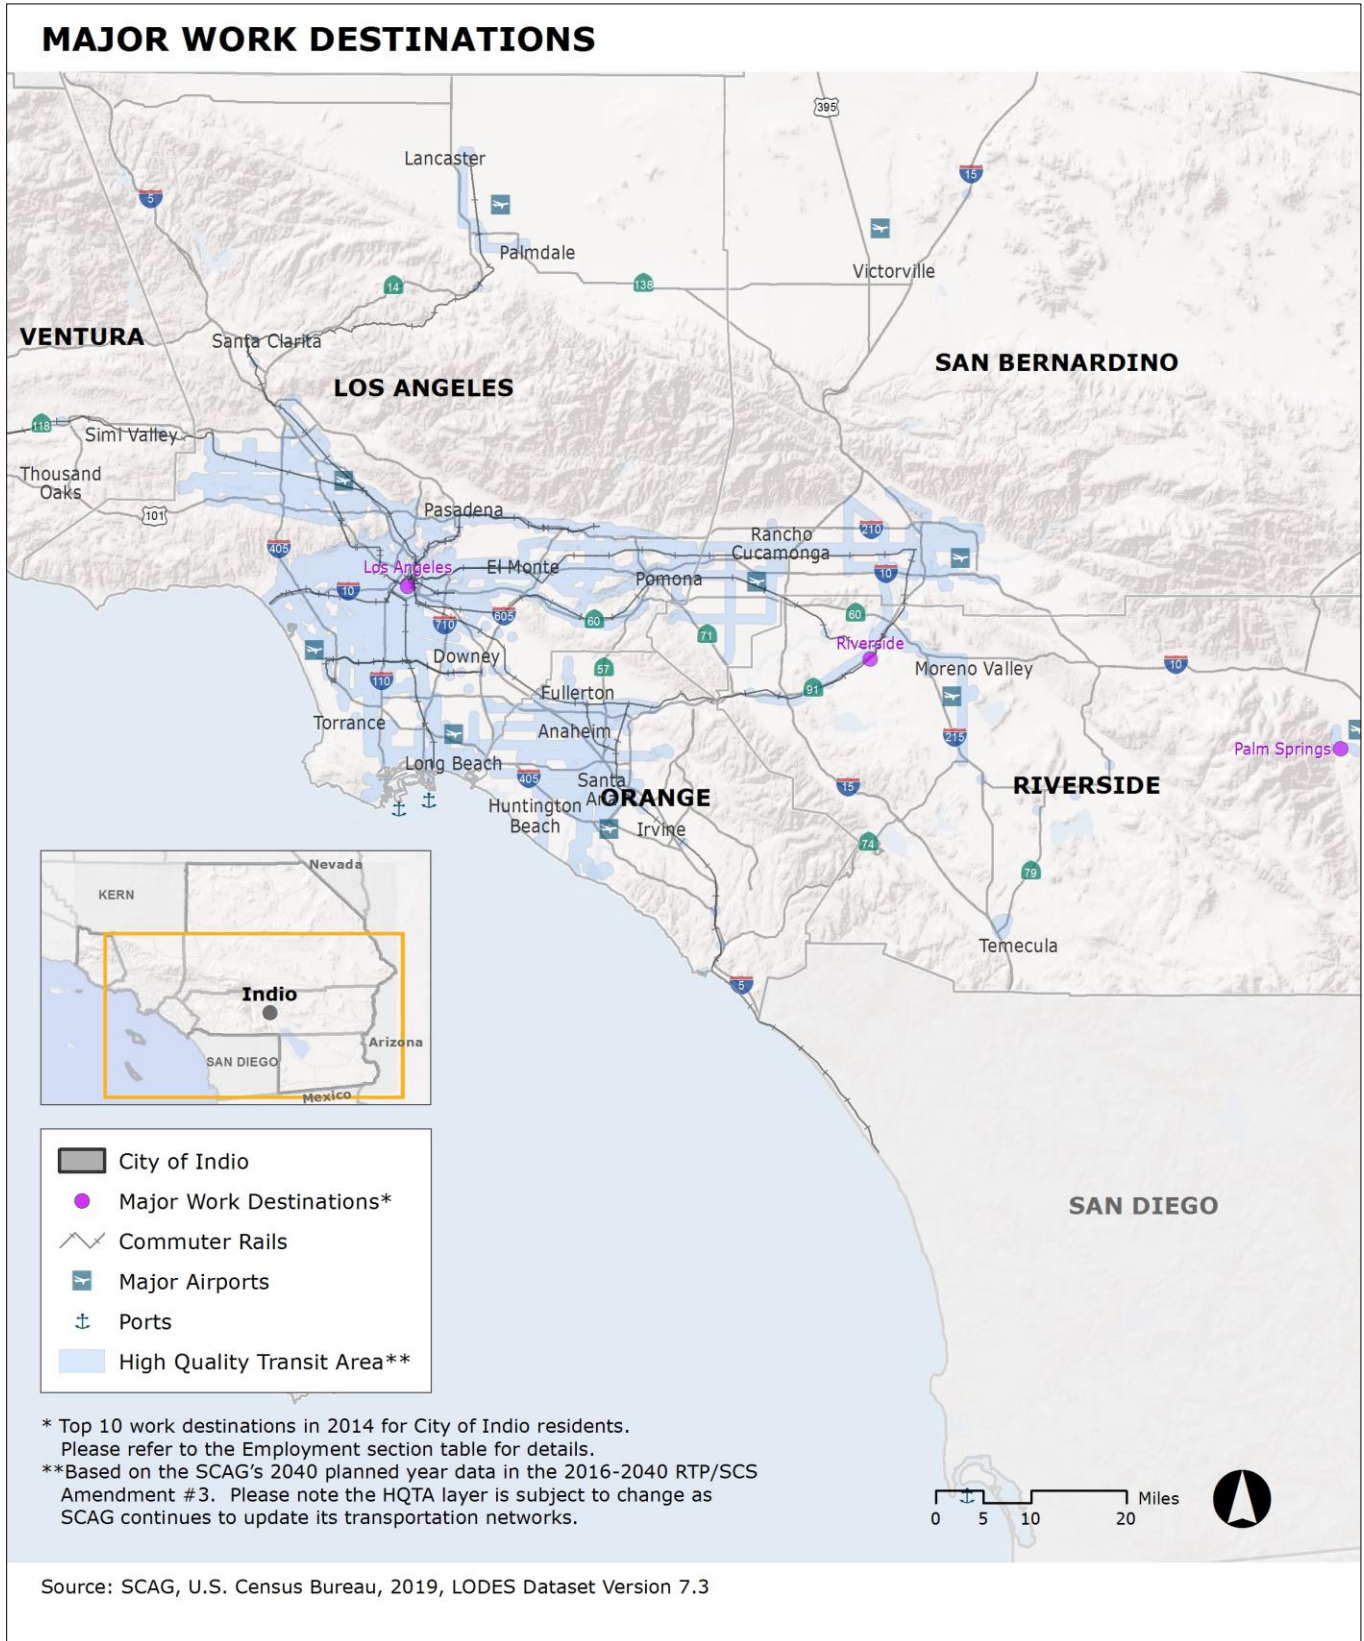 MAJOR WORK DESTINATIONS
395
Lancaster
15
5
Palmdale
Victorville
14
138
VENTURA
Santa Clarita
SAN BERNARDINO
LOS ANGELES
118
Simi Valley
Thousand
Oaks
101
Pasadena
405
210
Rancho
Cucamonga
Los Angeles
El Monte
Pomona
10
10
605
60
60
710
71
Riverside
Downey
57
Moreno Valley
10
110
91
Fullerton
Torrance
Anaheim
215
Palm Springs
Long Beach
405
Santa
Ana
ORANGE
15
RIVERSIDE
Huntington
Beach
Irvine
74
79
Temecula
5
Nevada
KERN
Indio
Arizona
SAN DIEGO
Mexico
City of Indio
Major Work Destinations*
Commuter Rails
Major Airports
Ports
High Quality Transit Area**
SAN DIEGO
* Top 10 work destinations in 2014 for City of Indio residents.
Please refer to the Employment section table for details.
**Based on the SCAG's 2040 planned year data in the 2016-2040 RTP/SCS
Amendment #3. Please note the HQTA layer is subject to change as
SCAG continues to update its transportation networks.
Miles
0 5 10 20
Source: SCAG, U.S. Census Bureau, 2019, LODES Dataset Version 7.3